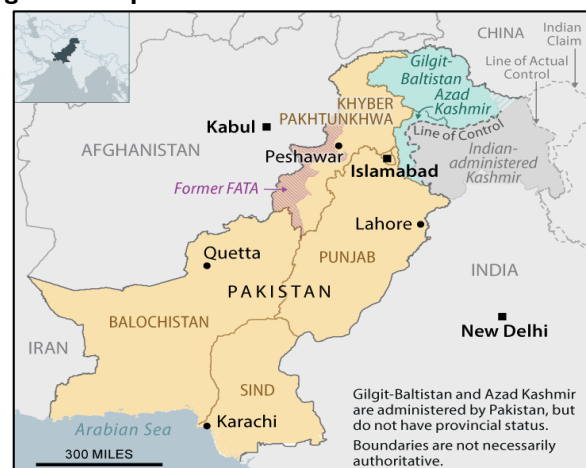 CHINA
Indian
Claim
Line of Actual
Control
Gilgit-
Baltistan
Azad
Kashmir
KHYBER
PAKHTUNKHWA
Kabul
Line of Control
AFGHANISTAN
Peshawar
Islamabad
Indian-
administered
Kashmir
Former FATA
Lahore
Quetta
PUNJAB
PAKISTAN
INDIA
BALOCHISTAN
New Delhi
IRAN
SIND
Gilgit-Baltistan and Azad Kashmir
are administered by Pakistan, but
do not have provincial status.
Boundaries are not necessarily
authoritative.
Karachi
Arabian Sea
300 MILES